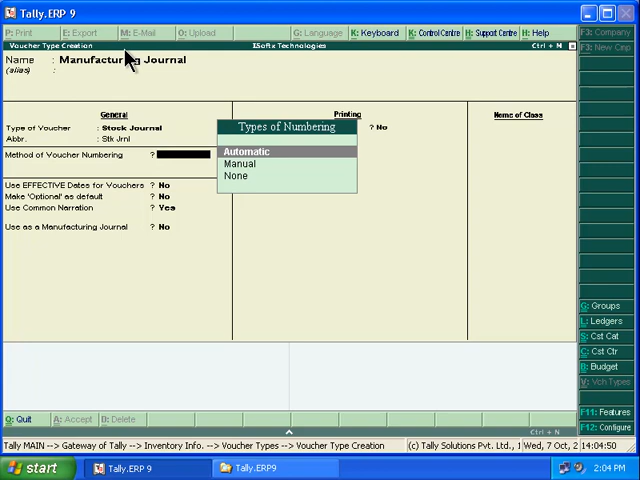 Tally.ERP 9
P: Print E: Export M: E-Mail O: Upload G: Language K: Keyboard K: Control Centre H: Support Centre H: Help
F3: Company
Voucher Type Creation ISoftx Technologies Ctrl + N
F3: New Cmp
Name : Manufacturing Journal
(alias) :
General Printing Name of Class
Type of Voucher : Stock Journal
Abbr. : Stk Jrnl
Method of Voucher Numbering ?
Types of Numbering
Automatic
Manual
None
? No
Use EFFECTIVE Dates for Vouchers ? No
Make 'Optional' as default ? No
Use Common Narration ? Yes
Use as a Manufacturing Journal ? No
G: Groups
L: Ledgers
S: Cst Cat
C: Cst Ctr
B: Budget
V: Vch Types
F11: Features
F12: Configure
Q: Quit A: Accept D: Delete
Ctrl + N
Tally MAIN --> Gateway of Tally --> Inventory Info. --> Voucher Types --> Voucher Type Creation (c) Tally Solutions Pvt. Ltd., 1 Wed, 7 Oct, 2 14:04:50
start Tally.ERP 9 Tally.ERP9 2:04 PM